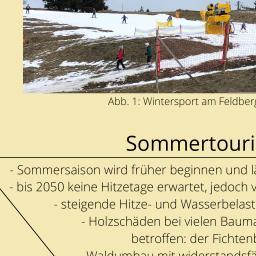 Abb. 1: Wintersport am Feldberg
Sommertouri
- Sommersaison wird früher beginnen und lä
- bis 2050 keine Hitzetage erwartet, jedoch v
- steigende Hitze- und Wasserbelast
- Holzschäden bei vielen Bauma
betroffen: der Fichtenb
Waldumbau mit widerstandsfä